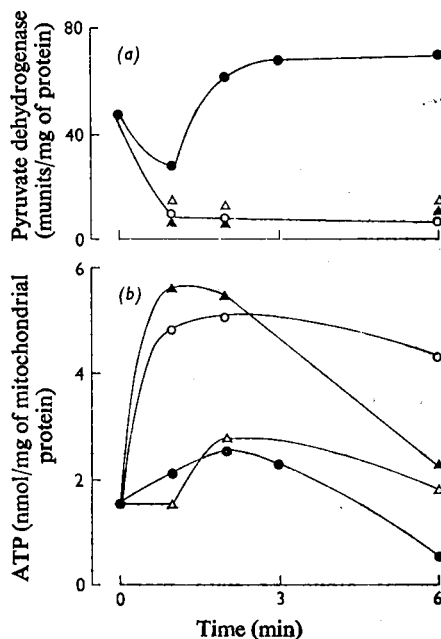 Pyruvate dehydrogenase
(munits/mg of protein)
80
40
0
(a)
ATP (nmol/mg of mitochondrial
protein)
6
4
2
0
(b)
0
3
6
Time (min)